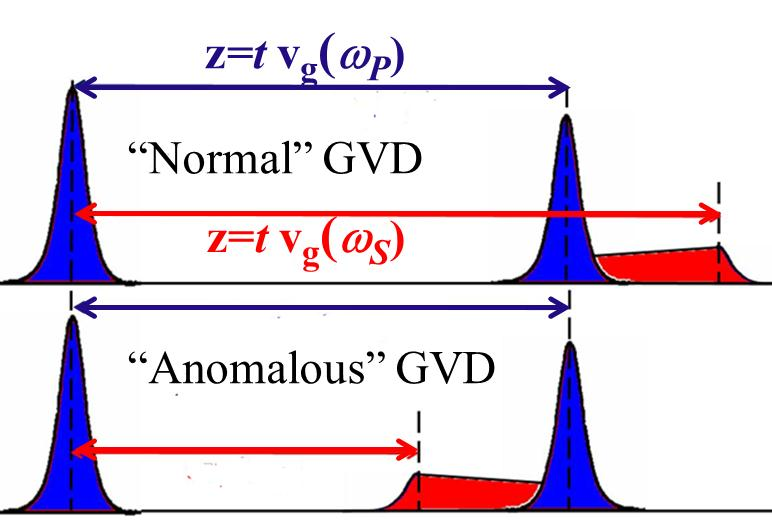 z=t vg(ωP)
“Normal” GVD
z=t vg(ωS)
“Anomalous” GVD